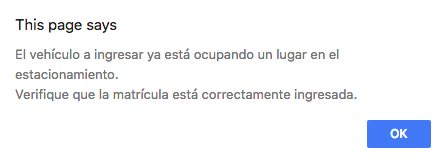 This page says
El vehículo a ingresar ya está ocupando un lugar en el
estacionamiento.
Verifique que la matrícula está correctamente ingresada.
OK